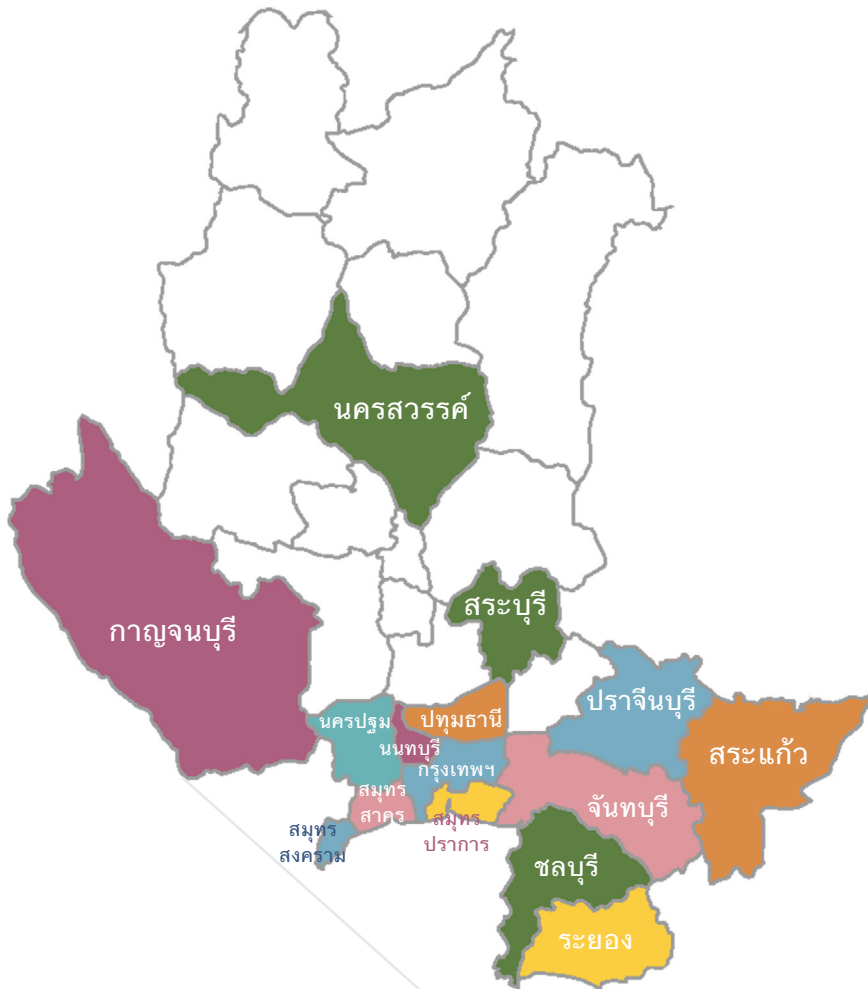 นครสวรรค์
สระบุรี
กาญจนบุรี
ปราจีนบุรี
นครปฐม
ปทุมธานี
นนทบุรี
สระแก้ว
กรุงเทพฯ
สมุทร
สาคร
จันทบุรี
สมุทร
ปราการ
สมุทร
สงคราม
ชลบุรี
ระยอง